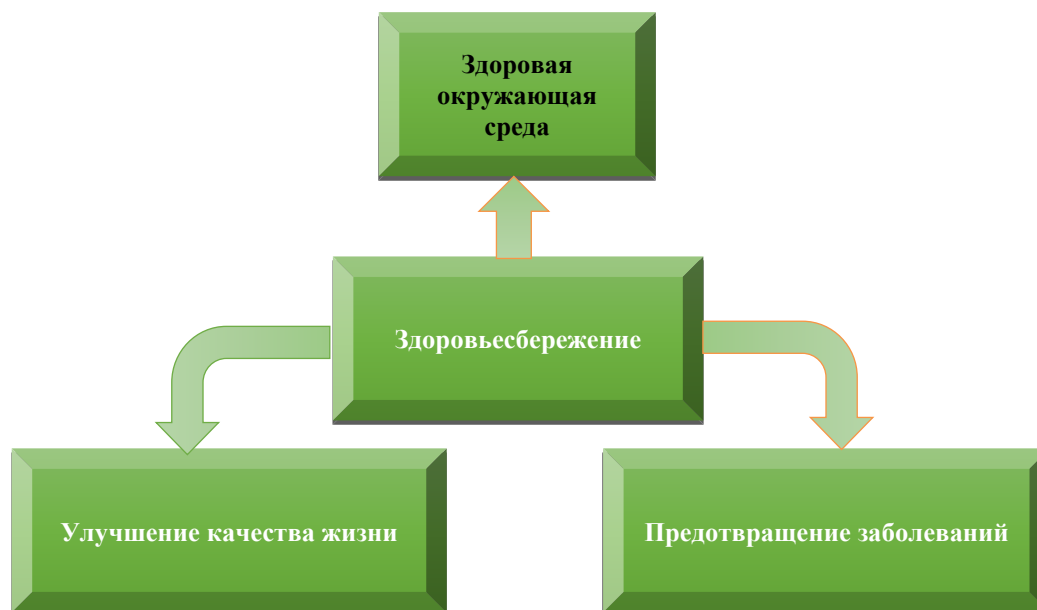 Здоровая
окружающая
среда
Здоровьесбережение
Улучшение качества жизни
Предотвращение заболеваний